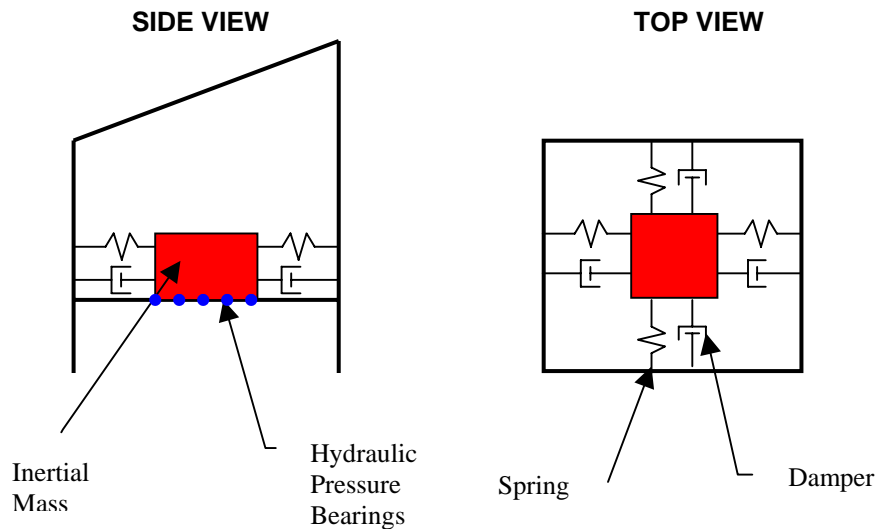 SIDE VIEW
TOP VIEW
Inertial
Mass
Hydraulic
Pressure
Bearings
Spring
Damper